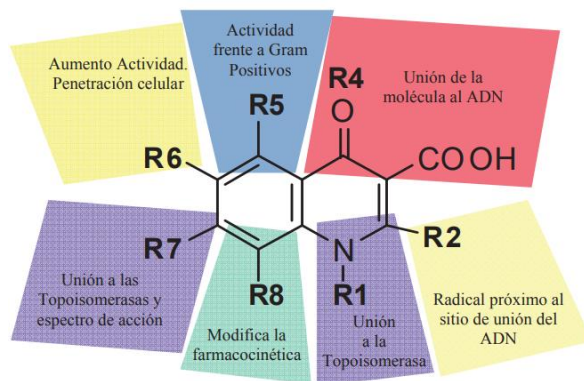 Aumento Actividad.
Penetración celular
Actividad
frente a Gram
Positivos
Unión de la
molécula al ADN
R4
R5
O
R6
COOH
R7
N
R2
R8
R1
Unión a las
Topoisomerasas y
espectro de acción
Modifica la
farmacocinética
Unión
a la
Topoisomerasa
Radical próximo al
sitio de unión del
ADN